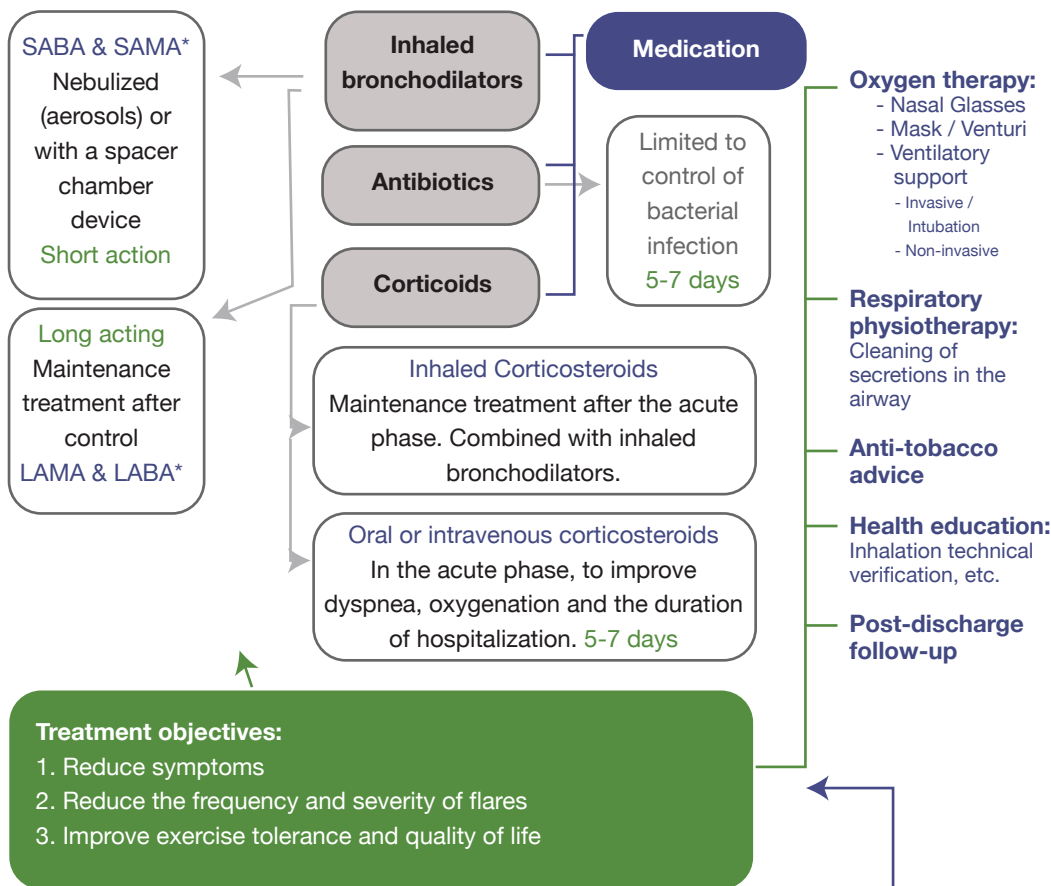 SABA & SAMA*
Nebulized
(aerosols) or
with a spacer
chamber
device
Short action
Long acting
Maintenance
treatment after
control
LAMA & LABA*
Inhaled
bronchodilators
Antibiotics
Corticoids
Medication
Limited to
control of
bacterial
infection
5-7 days
Inhaled Corticosteroids
Maintenance treatment after the acute
phase. Combined with inhaled
bronchodilators.
Oral or intravenous corticosteroids
In the acute phase, to improve
dyspnea, oxygenation and the duration
of hospitalization. 5-7 days
Oxygen therapy:
- Nasal Glasses
- Mask / Venturi
- Ventilatory
support
- Invasive /
Intubation
- Non-invasive
Respiratory
physiotherapy:
Cleaning of
secretions in the
airway
Anti-tobacco
advice
Health education:
Inhalation technical
verification, etc.
Post-discharge
follow-up
Treatment objectives:
1. Reduce symptoms
2. Reduce the frequency and severity of flares
3. Improve exercise tolerance and quality of life